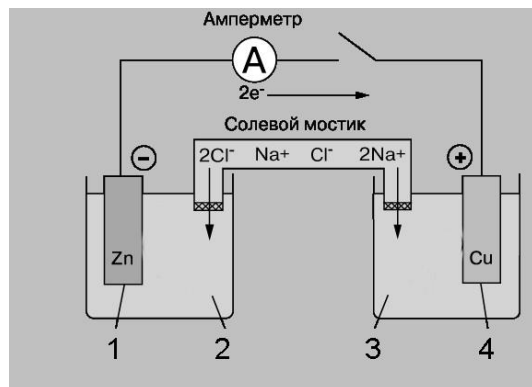 Амперметр
A
2e⁻
Солевой мостик
2Cl⁻ Na+ Cl⁻ 2Na+
− +
Zn Cu
1 2 3 4